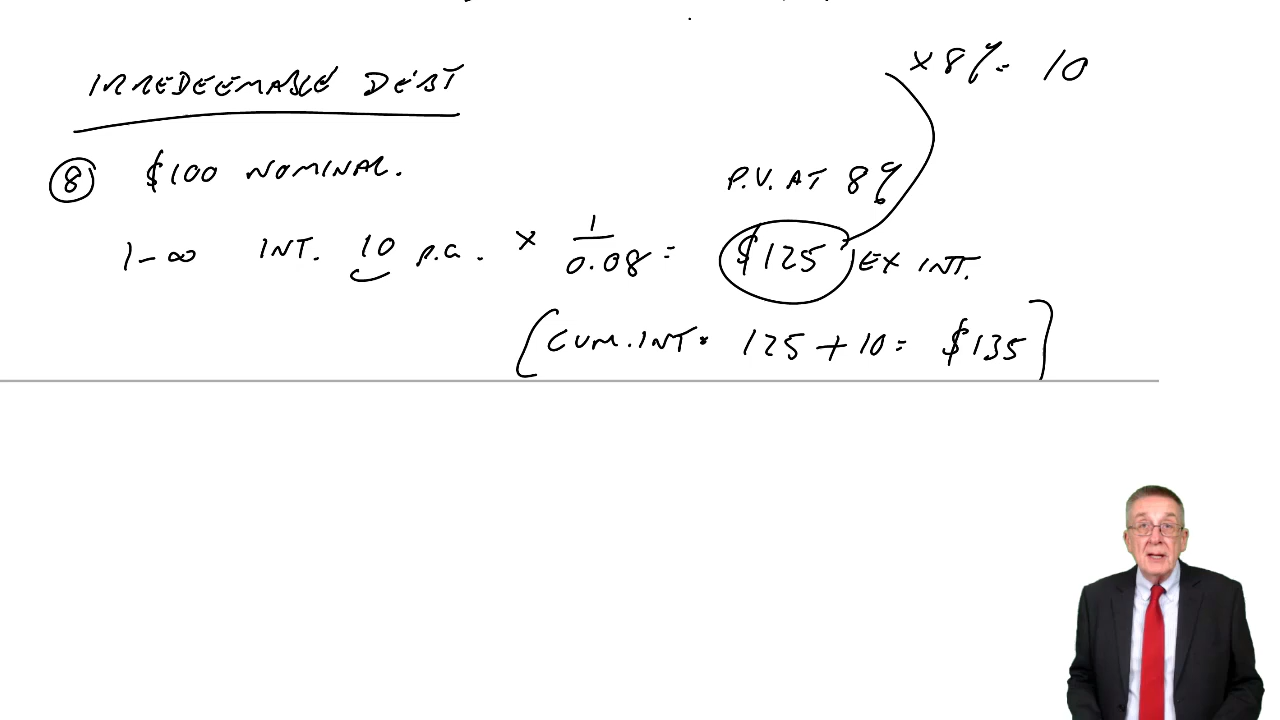 IRREDEEMABLE DEBT
x 8% = 10
⑧ $100 NOMINAL.
P.V. AT 8%
1-∞ INT. 10 p.a. × 1/0.08 = $125 EX INT.
[CUM. INT. 125 + 10 = $135]